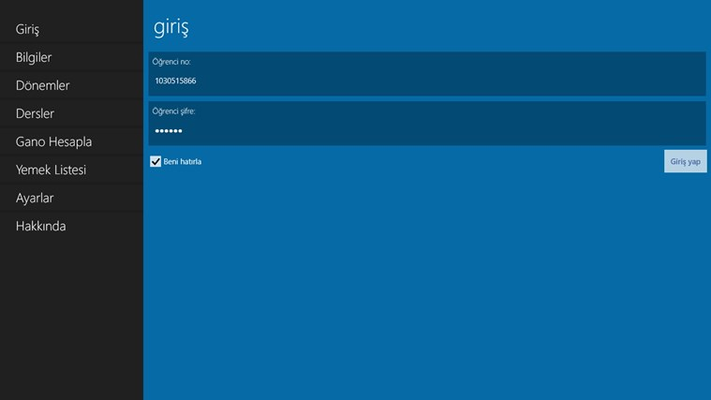 Giriş
Bilgiler
Dönemler
Dersler
Gano Hesapla
Yemek Listesi
Ayarlar
Hakkında
giriş
Öğrenci no:
1030515866
Öğrenci şifre:
••••••
Beni hatırla
Giriş yap